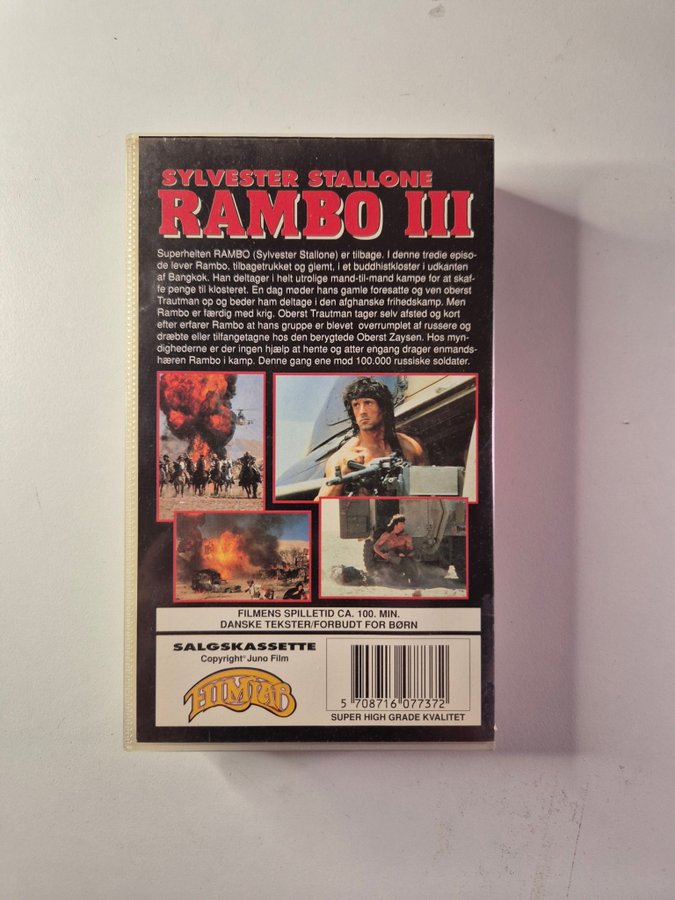 SYLVESTER STALLONE
RAMBO III
Superhelten RAMBO (Sylvester Stallone) er tilbage. I denne tredie episo-
de lever Rambo, tilbagetrukket og glemt, i et buddhistkloster i udkanten
af Bangkok. Han deltager i helt utrolige mand-til-mand kampe for at skaf-
fe penge til klosteret. En dag møder hans gamle foresatte og ven oberst
Trautman op og beder ham deltage i den afghanske frihedskamp. Men
Rambo er færdig med krig. Oberst Trautman tager selv afsted og kort
efter erfarer Rambo at hans gruppe er blevet overrumplet af russere og
dræbte eller tilfangetagne hos den berygtede Oberst Zaysen. Hos myn-
dighederne er der ingen hjælp at hente og atter engang drager enmands-
hæren Rambo i kamp. Denne gang ene mod 100.000 russiske soldater.
FILMENS SPILLETID CA. 100. MIN.
DANSKE TEKSTER/FORBUDT FOR BØRN
SALGSKASSETTE
Copyright® Juno Film
FILMLAB
5 708716 077372
SUPER HIGH GRADE KVALITET